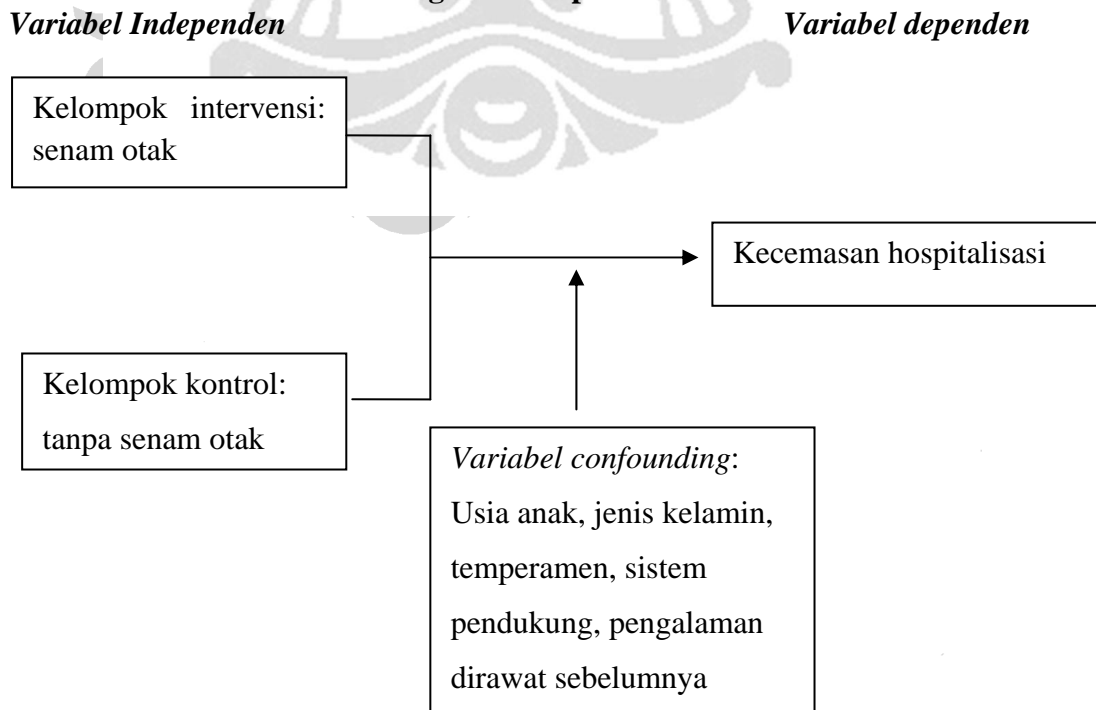 Variabel Independen
Variabel dependen
Kelompok intervensi:
senam otak
Kecemasan hospitalisasi
Kelompok kontrol:
tanpa senam otak
Variabel confounding:
Usia anak, jenis kelamin,
temperamen, sistem
pendukung, pengalaman
dirawat sebelumnya